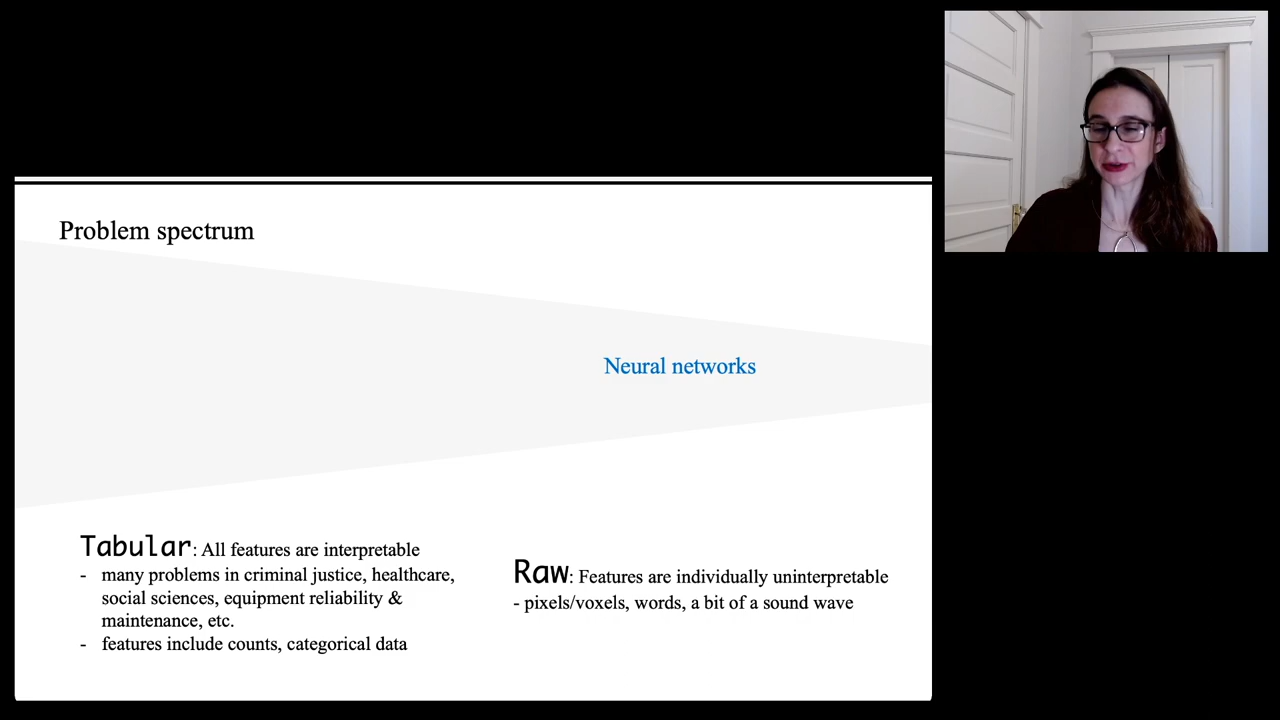 Problem spectrum
Neural networks
Tabular: All features are interpretable
- many problems in criminal justice, healthcare,
social sciences, equipment reliability &
maintenance, etc.
- features include counts, categorical data
Raw: Features are individually uninterpretable
- pixels/voxels, words, a bit of a sound wave